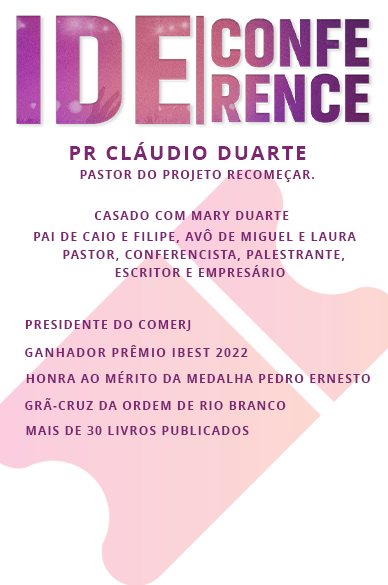 IDE CONFE
RENCE
PR CLÁUDIO DUARTE
PASTOR DO PROJETO RECOMEÇAR.
CASADO COM MARY DUARTE
PAI DE CAIO E FILIPE, AVÔ DE MIGUEL E LAURA
PASTOR, CONFERENCISTA, PALESTRANTE,
ESCRITOR E EMPRESÁRIO
PRESIDENTE DO COMERJ
GANHADOR PRÊMIO IBEST 2022
HONRA AO MÉRITO DA MEDALHA PEDRO ERNESTO
GRÃ-CRUZ DA ORDEM DE RIO BRANCO
MAIS DE 30 LIVROS PUBLICADOS